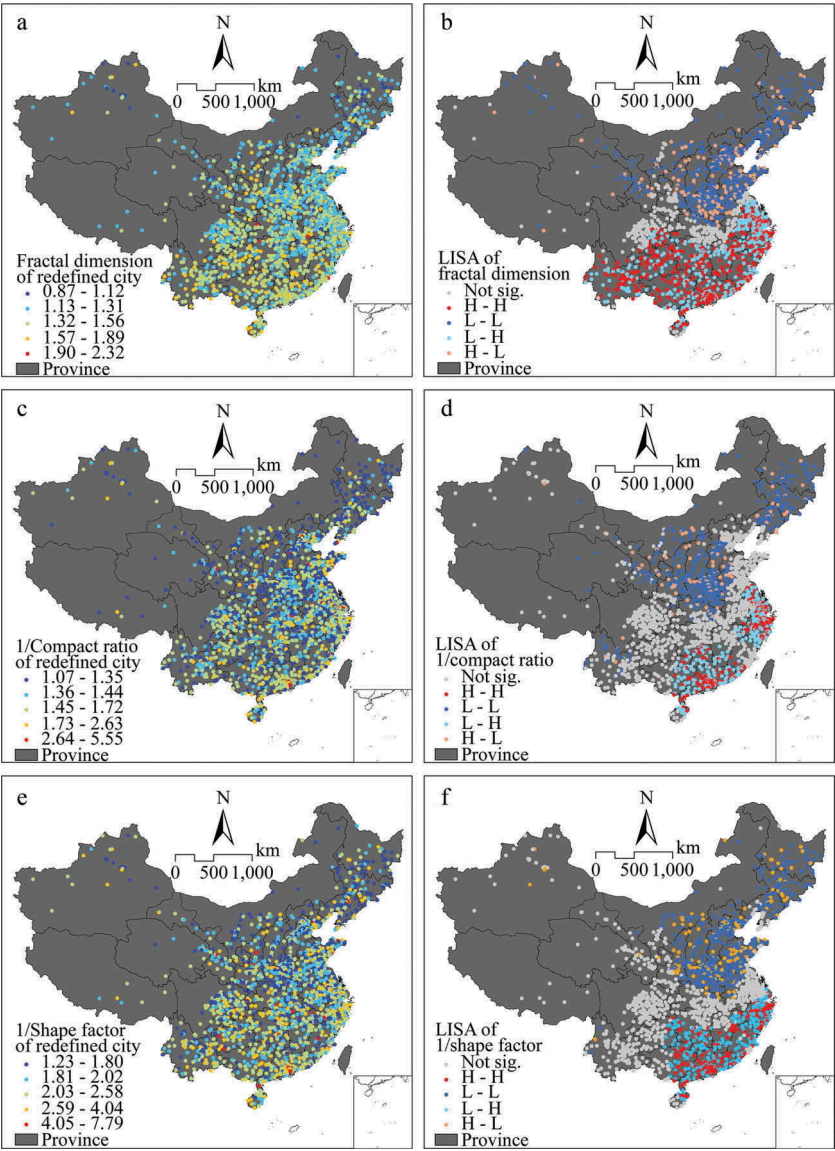 a
N
km
0 500 1,000
Fractal dimension
of redefined city
0.87 - 1.12
1.13 - 1.31
1.32 - 1.56
1.57 - 1.89
1.90 - 2.32
Province
b
N
km
0 500 1,000
LISA of
fractal dimension
Not sig.
H - H
L - L
L - H
H - L
Province
c
N
km
0 500 1,000
1/Compact ratio
of redefined city
1.07 - 1.35
1.36 - 1.44
1.45 - 1.72
1.73 - 2.63
2.64 - 5.55
Province
d
N
km
0 500 1,000
LISA of
1/compact ratio
Not sig.
H - H
L - L
L - H
H - L
Province
e
N
km
0 500 1,000
1/Shape factor
of redefined city
1.23 - 1.80
1.81 - 2.02
2.03 - 2.58
2.59 - 4.04
4.05 - 7.79
Province
f
N
km
0 500 1,000
LISA of
1/shape factor
Not sig.
H - H
L - L
L - H
H - L
Province